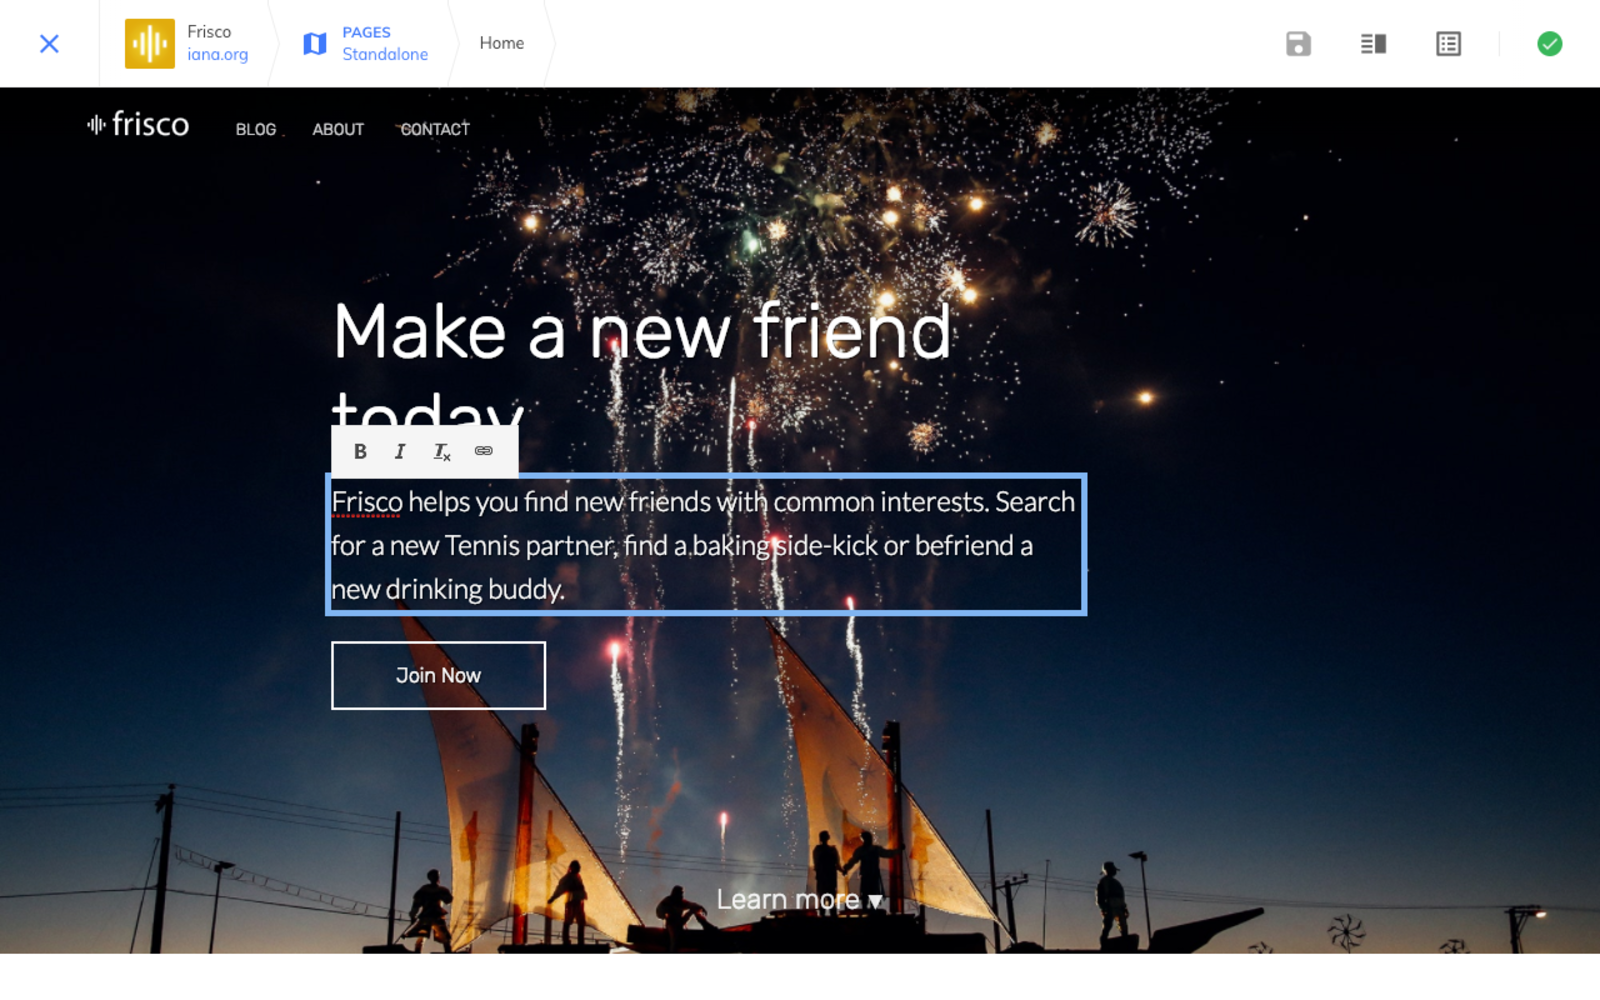 Frisco
iana.org
PAGES
Standalone
Home
frisco
BLOG
ABOUT
CONTACT
Make a new friend
today
B I Tx
Frisco helps you find new friends with common interests. Search
for a new Tennis partner, find a baking side-kick or befriend a
new drinking buddy.
Join Now
Learn more ▼